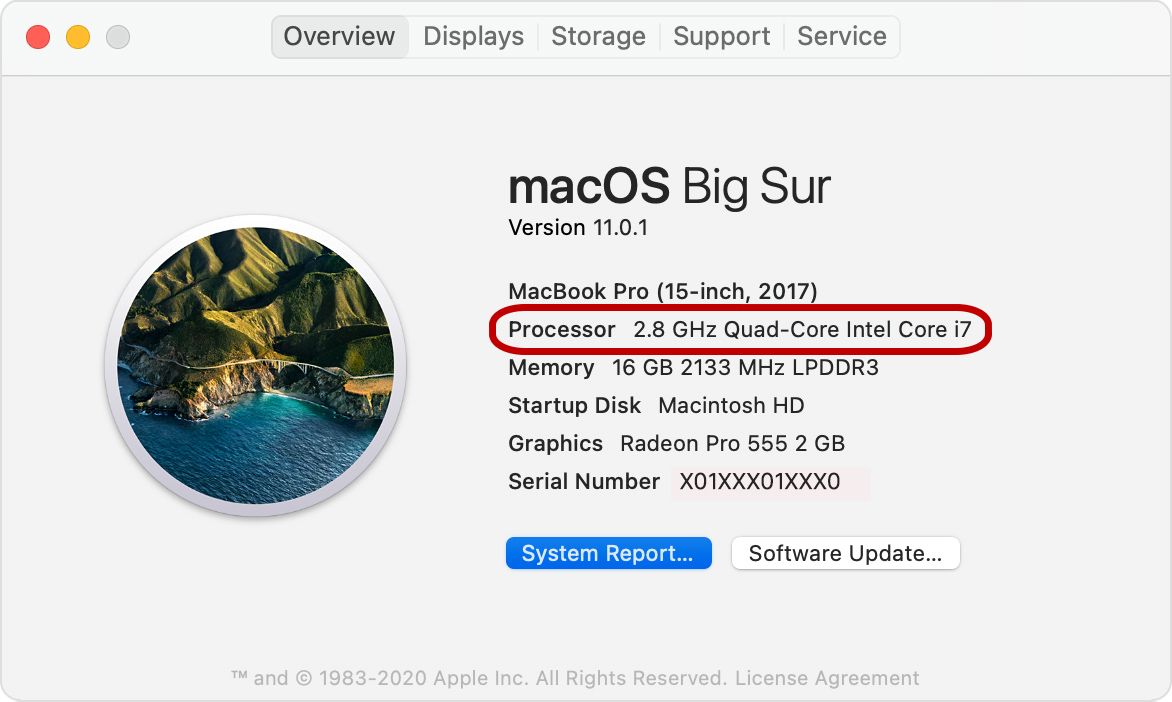 Overview Displays Storage Support Service
macOS Big Sur
Version 11.0.1
MacBook Pro (15-inch, 2017)
Processor 2.8 GHz Quad-Core Intel Core i7
Memory 16 GB 2133 MHz LPDDR3
Startup Disk Macintosh HD
Graphics Radeon Pro 555 2 GB
Serial Number X01XXX01XXX0
System Report... Software Update...
™ and © 1983-2020 Apple Inc. All Rights Reserved. License Agreement